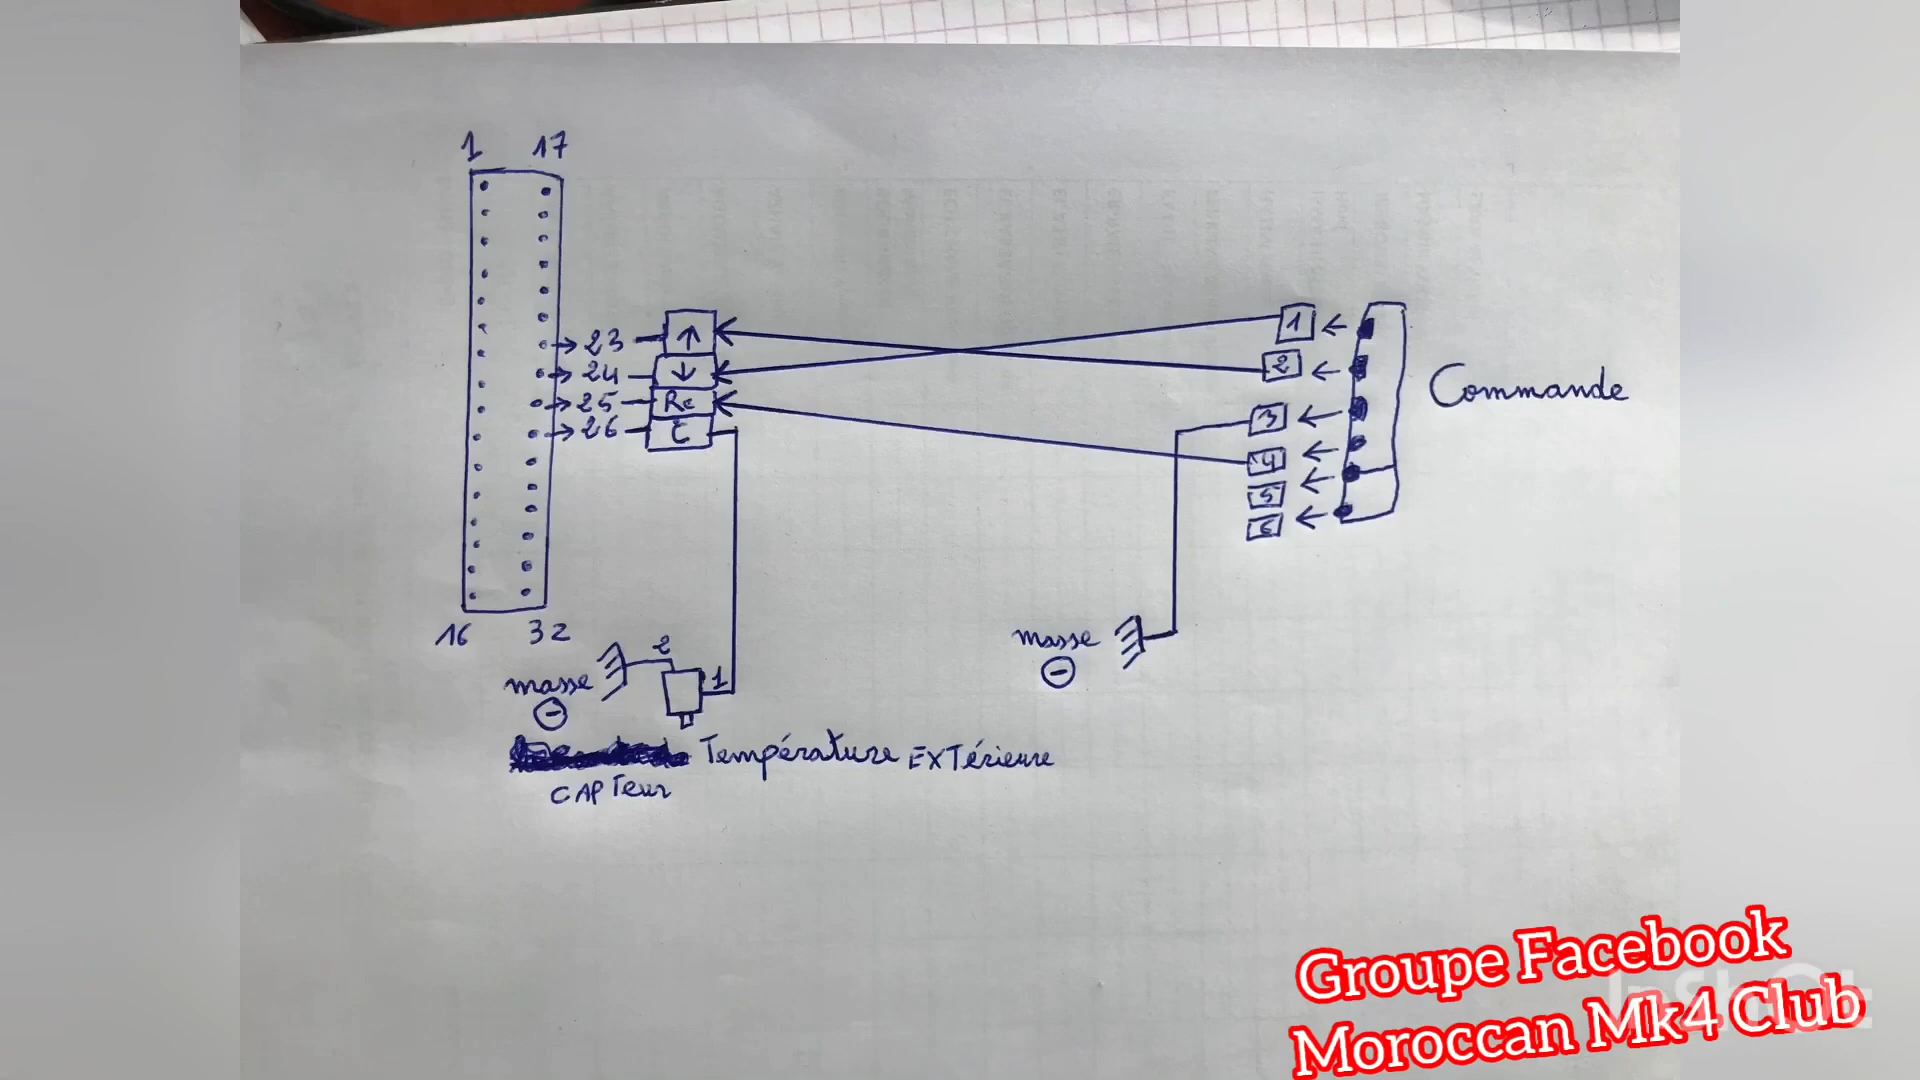 1 17
23 ↑
24 ↓
25 Re
26 C
16 32
1
2
3
4
5
6
Commande
masse
⊖
2
1
masse
⊖
Température EXTérieure
CAPTeur
Groupe Facebook
Moroccan Mk4 Club